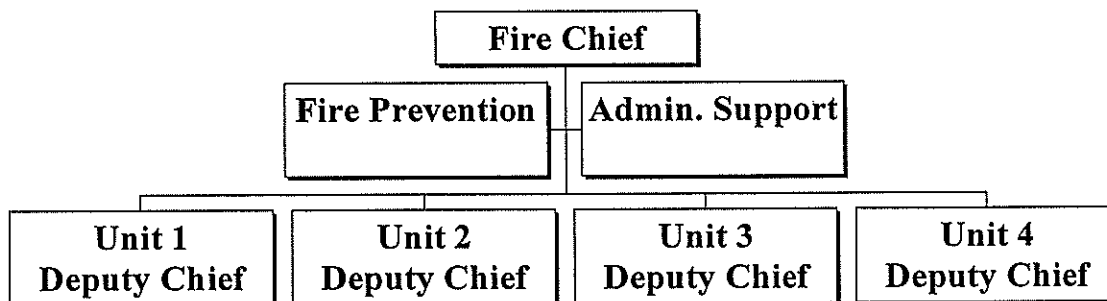 Fire Chief
Fire Prevention
Admin. Support
Unit 1
Deputy Chief
Unit 2
Deputy Chief
Unit 3
Deputy Chief
Unit 4
Deputy Chief